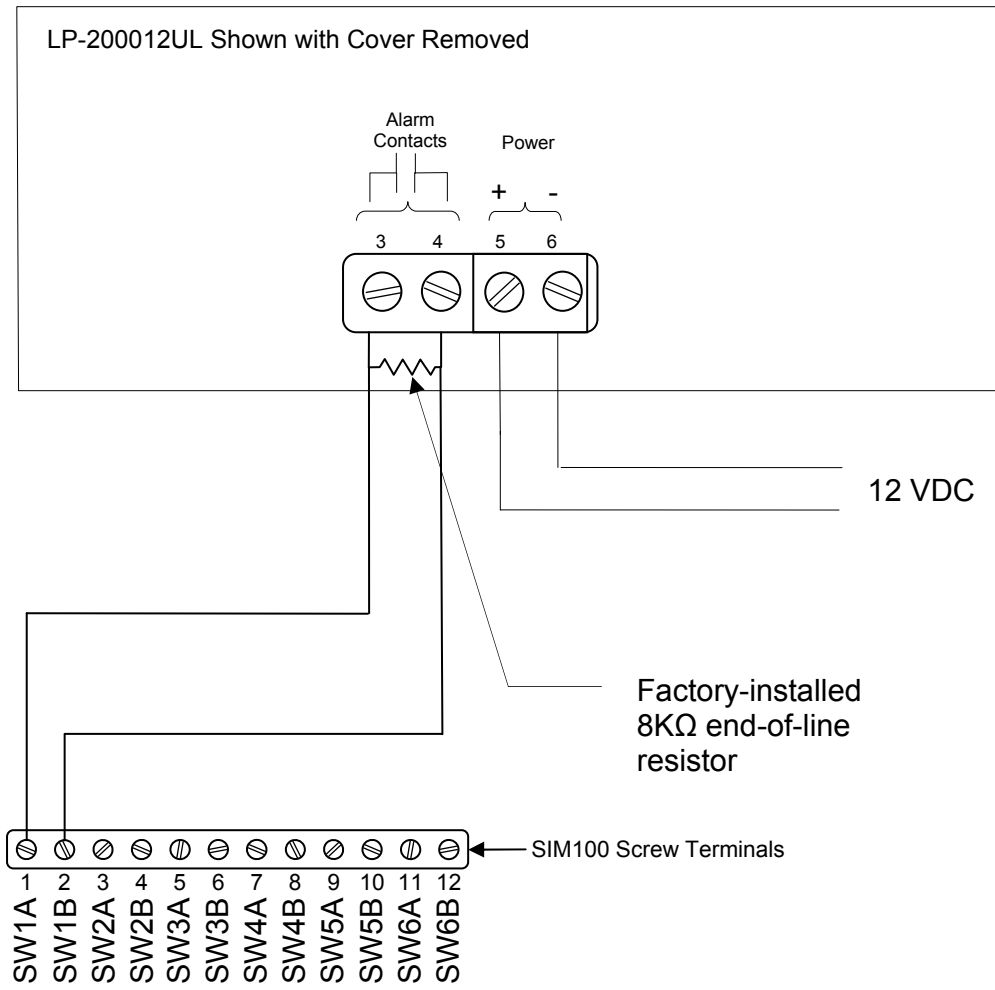 LP-200012UL Shown with Cover Removed
Alarm
Contacts
Power
+ -
3 4 5 6
12 VDC
Factory-installed
8KΩ end-of-line
resistor
SIM100 Screw Terminals
1 2 3 4 5 6 7 8 9 10 11 12
SW1A
SW1B
SW2A
SW2B
SW3A
SW3B
SW4A
SW4B
SW5A
SW5B
SW6A
SW6B